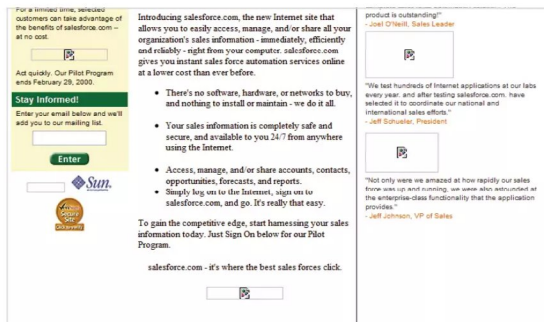 For a limited time, selected
customers can take advantage of
the benefits of salesforce.com --
at no cost.
Act quickly. Our Pilot Program
ends February 29, 2000.
Stay Informed!
Enter your email below and we'll
add you to our mailing list.
Enter
Sun.
Secure
Site
Introducing salesforce.com, the new Internet site that
allows you to easily access, manage, and/or share all your
organization's sales information - immediately, efficiently
and reliably - right from your computer. salesforce.com
gives you instant sales force automation services online
at a lower cost than ever before.
There's no software, hardware, or networks to buy,
and nothing to install or maintain - we do it all.
Your sales information is completely safe and
secure, and available to you 24/7 from anywhere
using the Internet.
Access, manage, and/or share accounts, contacts,
opportunities, forecasts, and reports.
Simply log on to the Internet, sign on to
salesforce.com, and go. It's really that easy.
To gain the competitive edge, start harnessing your sales
information today. Just Sign On below for our Pilot
Program.
salesforce.com - it's where the best sales forces click.
product is outstanding!"
- Joel O'Neill, Sales Leader
"We test hundreds of Internet applications at our labs
every year. and after testing salesforce.com. have
selected it to coordinate our national and
international sales efforts."
- Jeff Schueler, President
"Not only were we amazed at how rapidly our sales
force was up and running, we were also astounded at
the enterprise-class functionality that the application
provides."
- Jeff Johnson, VP of Sales